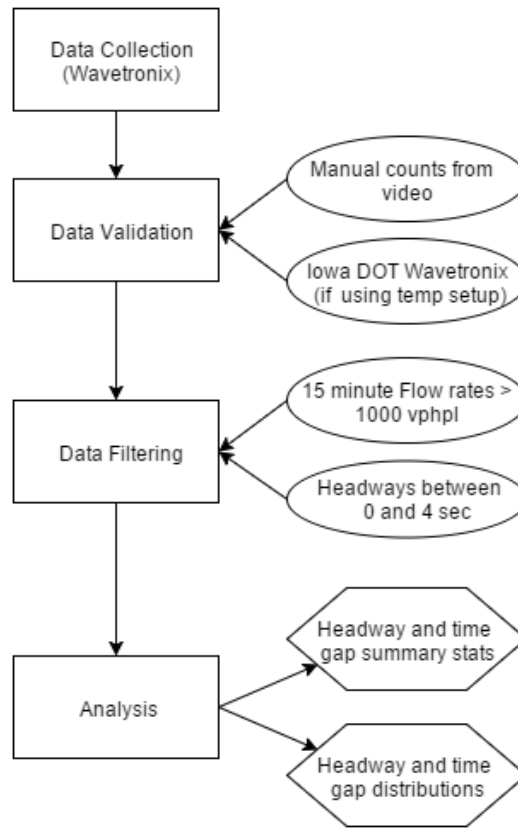 Data Collection
(Wavetronix)
Manual counts from
video
Data Validation
Iowa DOT Wavetronix
(if using temp setup)
15 minute Flow rates >
1000 vphpl
Data Filtering
Headways between
0 and 4 sec
Headway and time
gap summary stats
Analysis
Headway and time
gap distributions